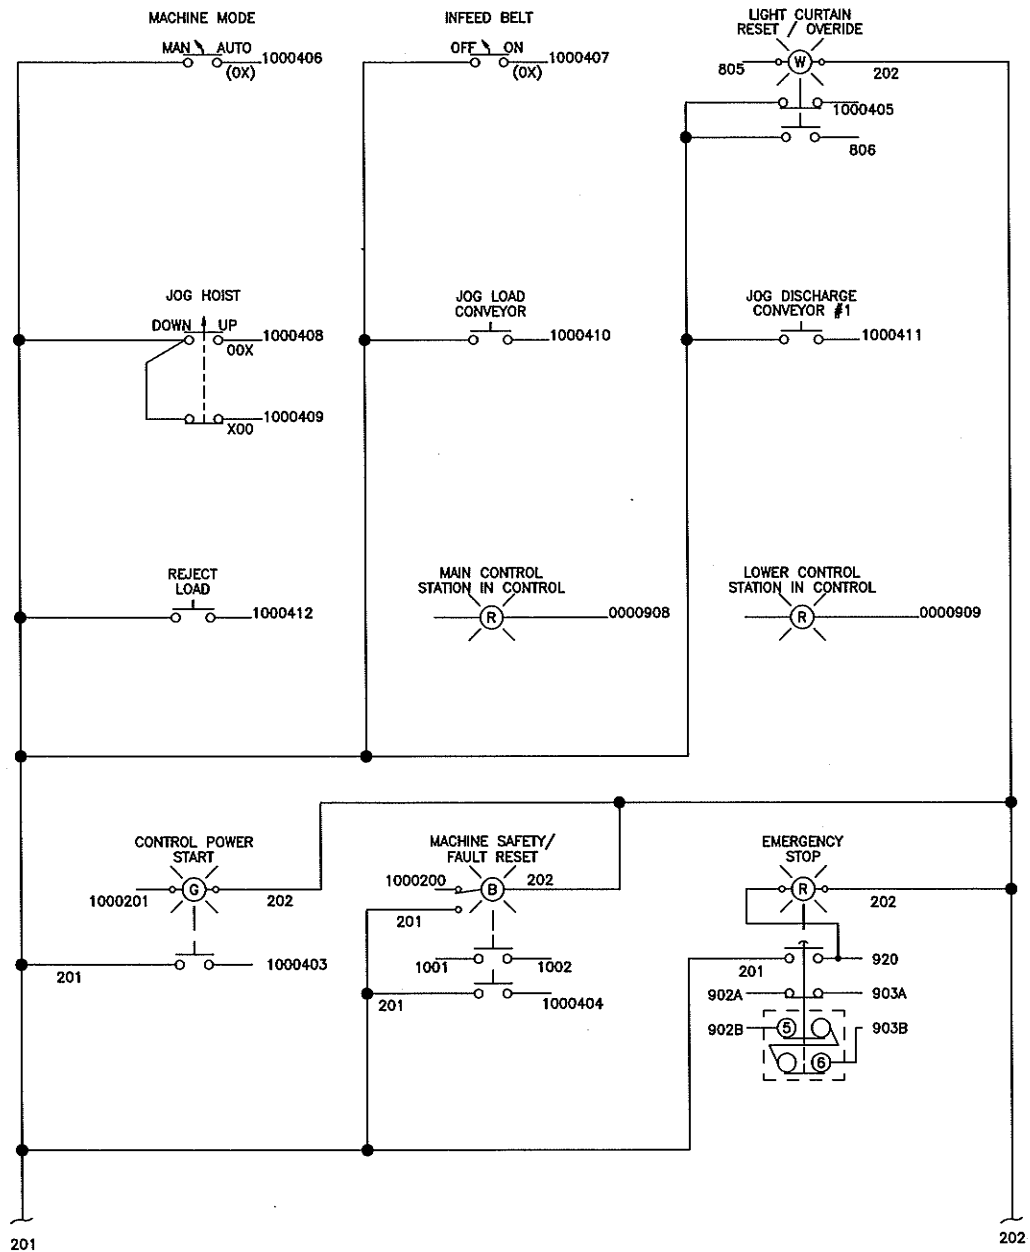 MACHINE MODE
MAN AUTO
1000406
(OX)
INFEED BELT
OFF ON
1000407
(OX)
LIGHT CURTAIN
RESET / OVERIDE
805
W
202
1000405
806
JOG HOIST
DOWN UP
1000408
OOX
1000409
XOO
JOG LOAD
CONVEYOR
1000410
JOG DISCHARGE
CONVEYOR #1
1000411
REJECT
LOAD
1000412
MAIN CONTROL
STATION IN CONTROL
R
0000908
LOWER CONTROL
STATION IN CONTROL
R
0000909
CONTROL POWER
START
1000201
G
202
201
1000403
MACHINE SAFETY/
FAULT RESET
1000200
B
202
201
1001
1002
201
1000404
EMERGENCY
STOP
R
202
201
920
902A
903A
902B
5
903B
6
201
202